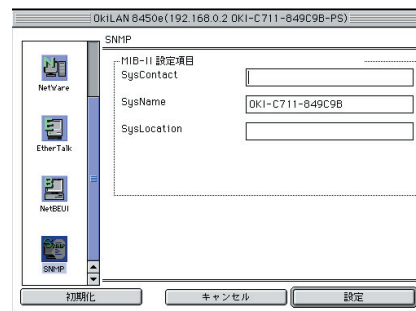 OkiLAN 8450e(192.168.0.2 OKI-C711-849C9B-PS)
SNMP
MIB-II 設定項目
SysContact
SysName
OKI-C711-849C9B
SysLocation
NetWare
EtherTalk
NetBEUI
SNMP
初期化
キャンセル
設定